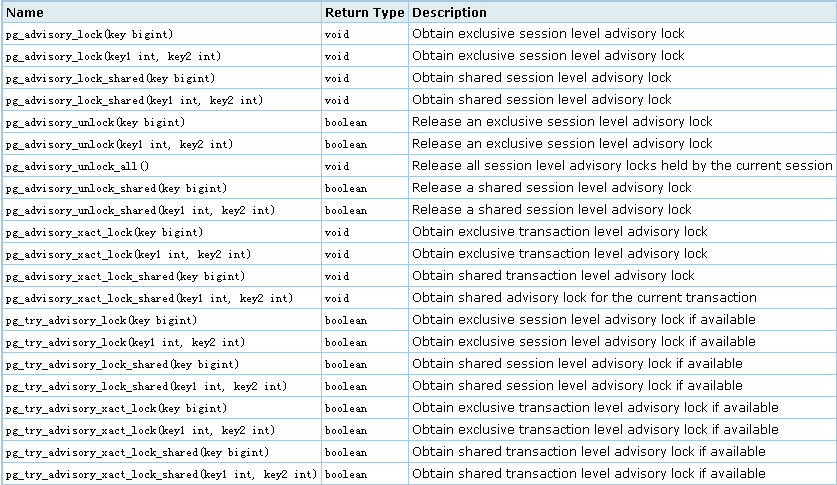 Name Return Type Description
pg_advisory_lock(key bigint) void Obtain exclusive session level advisory lock
pg_advisory_lock(key1 int, key2 int) void Obtain exclusive session level advisory lock
pg_advisory_lock_shared(key bigint) void Obtain shared session level advisory lock
pg_advisory_lock_shared(key1 int, key2 int) void Obtain shared session level advisory lock
pg_advisory_unlock(key bigint) boolean Release an exclusive session level advisory lock
pg_advisory_unlock(key1 int, key2 int) boolean Release an exclusive session level advisory lock
pg_advisory_unlock_all() void Release all session level advisory locks held by the current session
pg_advisory_unlock_shared(key bigint) boolean Release a shared session level advisory lock
pg_advisory_unlock_shared(key1 int, key2 int) boolean Release a shared session level advisory lock
pg_advisory_xact_lock(key bigint) void Obtain exclusive transaction level advisory lock
pg_advisory_xact_lock(key1 int, key2 int) void Obtain exclusive transaction level advisory lock
pg_advisory_xact_lock_shared(key bigint) void Obtain shared transaction level advisory lock
pg_advisory_xact_lock_shared(key1 int, key2 int) void Obtain shared advisory lock for the current transaction
pg_try_advisory_lock(key bigint) boolean Obtain exclusive session level advisory lock if available
pg_try_advisory_lock(key1 int, key2 int) boolean Obtain exclusive session level advisory lock if available
pg_try_advisory_lock_shared(key bigint) boolean Obtain shared session level advisory lock if available
pg_try_advisory_lock_shared(key1 int, key2 int) boolean Obtain shared session level advisory lock if available
pg_try_advisory_xact_lock(key bigint) boolean Obtain exclusive transaction level advisory lock if available
pg_try_advisory_xact_lock(key1 int, key2 int) boolean Obtain exclusive transaction level advisory lock if available
pg_try_advisory_xact_lock_shared(key bigint) boolean Obtain shared transaction level advisory lock if available
pg_try_advisory_xact_lock_shared(key1 int, key2 int) boolean Obtain shared transaction level advisory lock if available